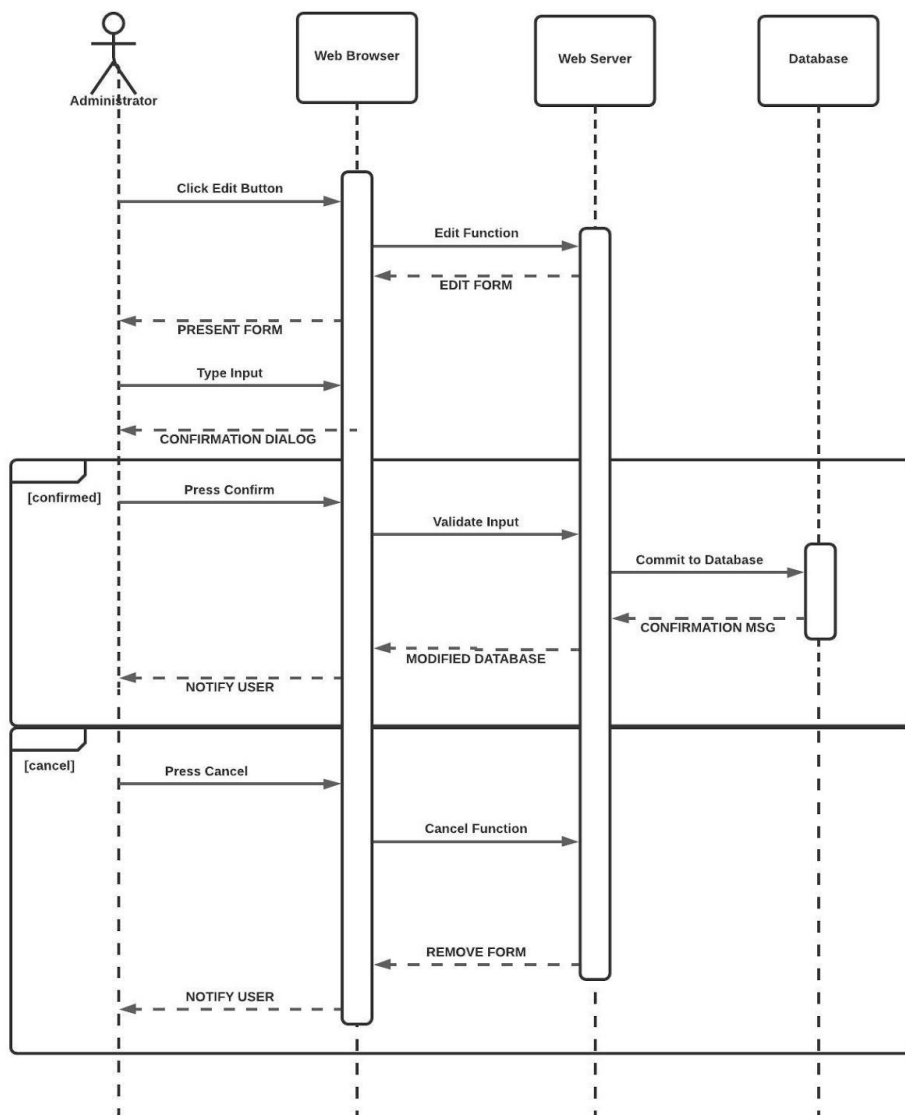 Web Browser
Web Server
Database
Administrator
Click Edit Button
Edit Function
EDIT FORM
PRESENT FORM
Type Input
CONFIRMATION DIALOG
[confirmed]
Press Confirm
Validate Input
Commit to Database
CONFIRMATION MSG
MODIFIED DATABASE
NOTIFY USER
[cancel]
Press Cancel
Cancel Function
REMOVE FORM
NOTIFY USER